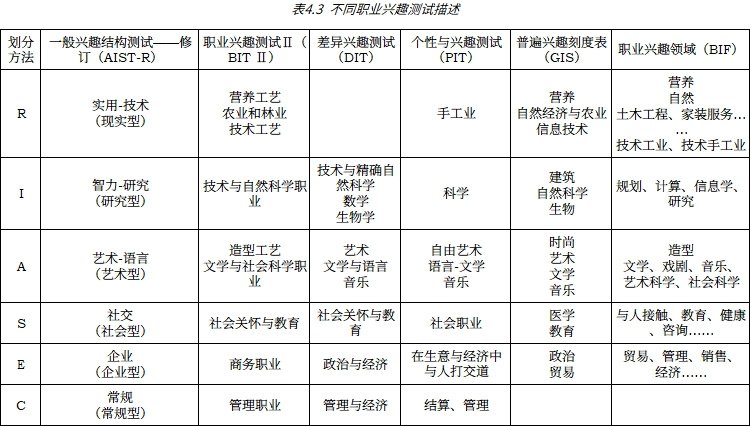 表4.3 不同职业兴趣测试描述
划分方法 一般兴趣结构测试——修订（AIST-R） 职业兴趣测试Ⅱ（BIT Ⅱ） 差异兴趣测试（DIT） 个性与兴趣测试（PIT） 普遍兴趣刻度表（GIS） 职业兴趣领域（BIF）
R
实用-技术
（现实型）
营养工艺
农业和林业
技术工艺
手工业
营养
自然经济与农业
信息技术
营养
自然
土木工程、家装服务…
…
技术工业、技术手工业
I
智力-研究
（研究型）
技术与自然科学职
业
技术与精确自
然科学
数学
生物学
科学
建筑
自然科学
生物
规划、计算、信息学、
研究
A
艺术-语言
（艺术型）
造型工艺
文学与社会科学职
业
艺术
文学与语言
音乐
自由艺术
语言-文学
音乐
时尚
艺术
文学
音乐
造型
文学、戏剧、音乐、
艺术科学、社会科学
S
社交
（社会型）
社会关怀与教育
社会关怀与教
育
社会职业
医学
教育
与人接触、教育、健康
、咨询……
E
企业
（企业型）
商务职业
政治与经济
在生意与经济中
与人打交道
政治
贸易
贸易、管理、销售、
经济……
C
常规
（常规型）
管理职业
管理与经济
结算、管理